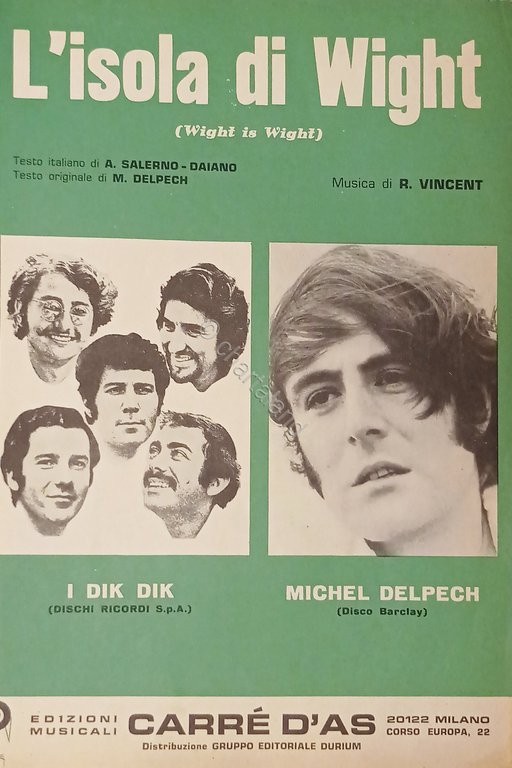 L'isola di Wight
(Wight is Wight)
Testo italiano di A. SALERNO - DAIANO
Testo originale di M. DELPECH
Musica di R. VINCENT
I DIK DIK
(DISCHI RICORDI S.p.A.)
MICHEL DELPECH
(Disco Barclay)
EDIZIONI
MUSICALI
CARRÉ D'AS
20122 MILANO
CORSO EUROPA, 22
Distribuzione GRUPPO EDITORIALE DURIUM